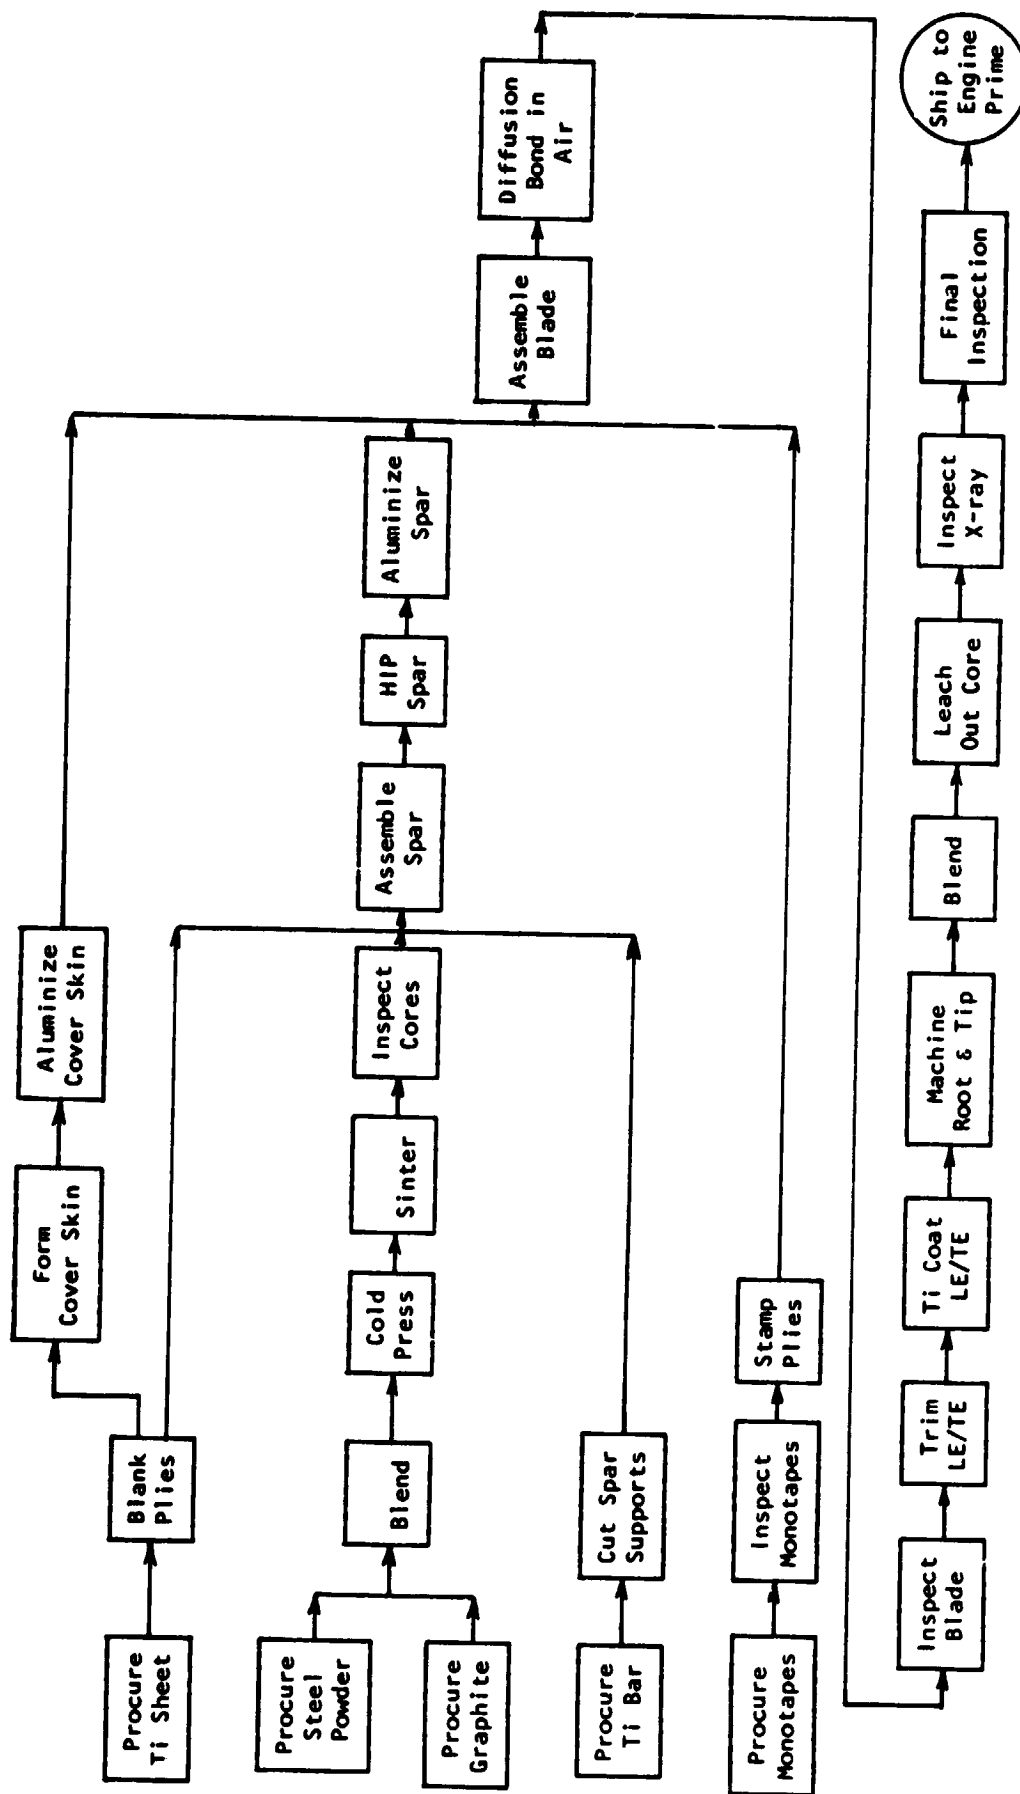 Procure
Ti Sheet
Blank
Plies
Form
Cover Skin
Aluminize
Cover Skin
Procure
Steel
Powder
Procure
Graphite
Blend
Cold
Press
Sinter
Inspect
Cores
Assemble
Spar
HIP
Spar
Aluminize
Spar
Assemble
Blade
Diffusion
Bond in
Air
Procure
Ti Bar
Cut Spar
Supports
Procure
Monotapes
Inspect
Monotapes
Stamp
Plies
Inspect
Blade
Trim
LE/TE
Ti Coat
LE/TE
Machine
Root & Tip
Blend
Leach
Out Core
Inspect
X-ray
Final
Inspection
Ship to
Engine
Prime